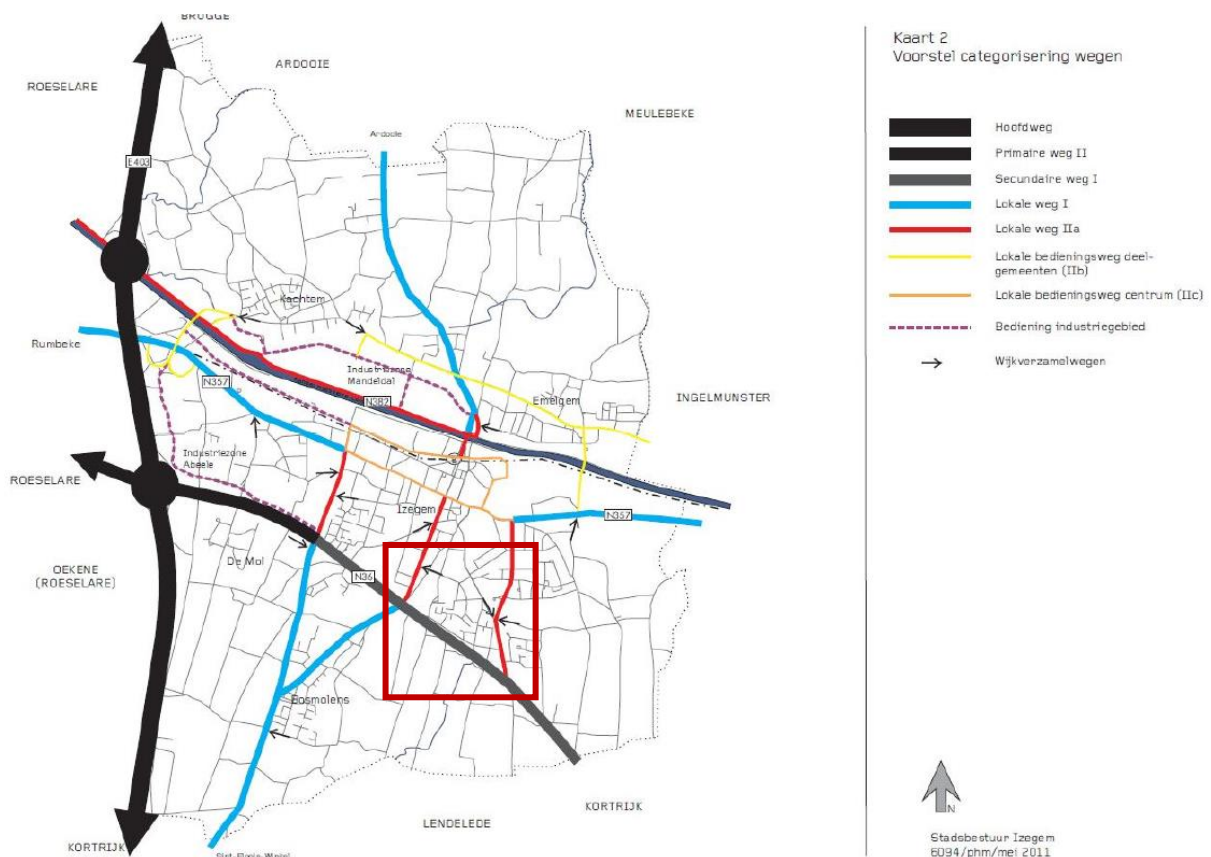 BRUGGE
ARDOOIE
ROESELARE
MEULEBEKE
Ardooie
E403
Kachtem
Rumbeke
N357
Industriezone
Mandeldal
N382
Emelgem
INGELMUNSTER
Industriezone
Abeele
ROESELARE
Izegem
N357
De Mol
OEKENE
(ROESELARE)
N36
Bosmolens
KORTRIJK
LENDELEDE
KORTRIJK
Kaart 2
Voorstel categorisering wegen
Hoofdweg
Primaire weg II
Secundaire weg I
Lokale weg I
Lokale weg IIa
Lokale bedieningsweg deel-
gemeenten (IIb)
Lokale bedieningsweg centrum (IIc)
Bediening industriegebied
Wijkverzamelwegen
N
Stadsbestuur Izegem
6094/phm/mei 2011